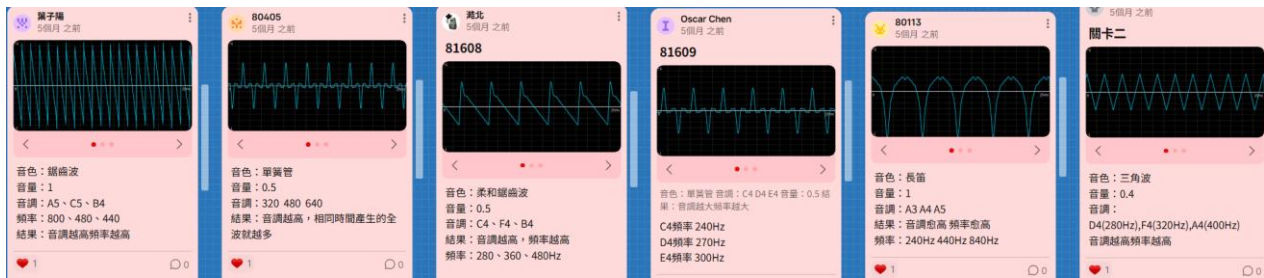 葉子陽
5個月 之前
音色：鋸齒波
音量：1
音調：A5、C5、B4
頻率：800、480、440
結果：音調越高頻率越高
1
0
80405
5個月 之前
音色：單簧管
音量：0.5
音調：320 480 640
結果：音調越高，相同時間產生的全
波就越多
1
0
澔北
5個月 之前
81608
音色：柔和鋸齒波
音量：0.5
音調：C4、F4、B4
結果：音調越高，頻率越高
頻率：280、360、480Hz
Oscar Chen
5個月 之前
81609
音色：單簧管 音調：C4 D4 E4 音量：0.5 結
果：音調越大頻率越大
C4頻率 240Hz
D4頻率 270Hz
E4頻率 300Hz
80113
5個月 之前
音色：長笛
音量：1
音調：A3 A4 A5
結果：音調愈高 頻率愈高
頻率：240Hz 440Hz 840Hz
1
0
5個月 之前
關卡二
音色：三角波
音量：0.4
音調：
D4(280Hz),F4(320Hz),A4(400Hz)
音調越高頻率越高
1
0